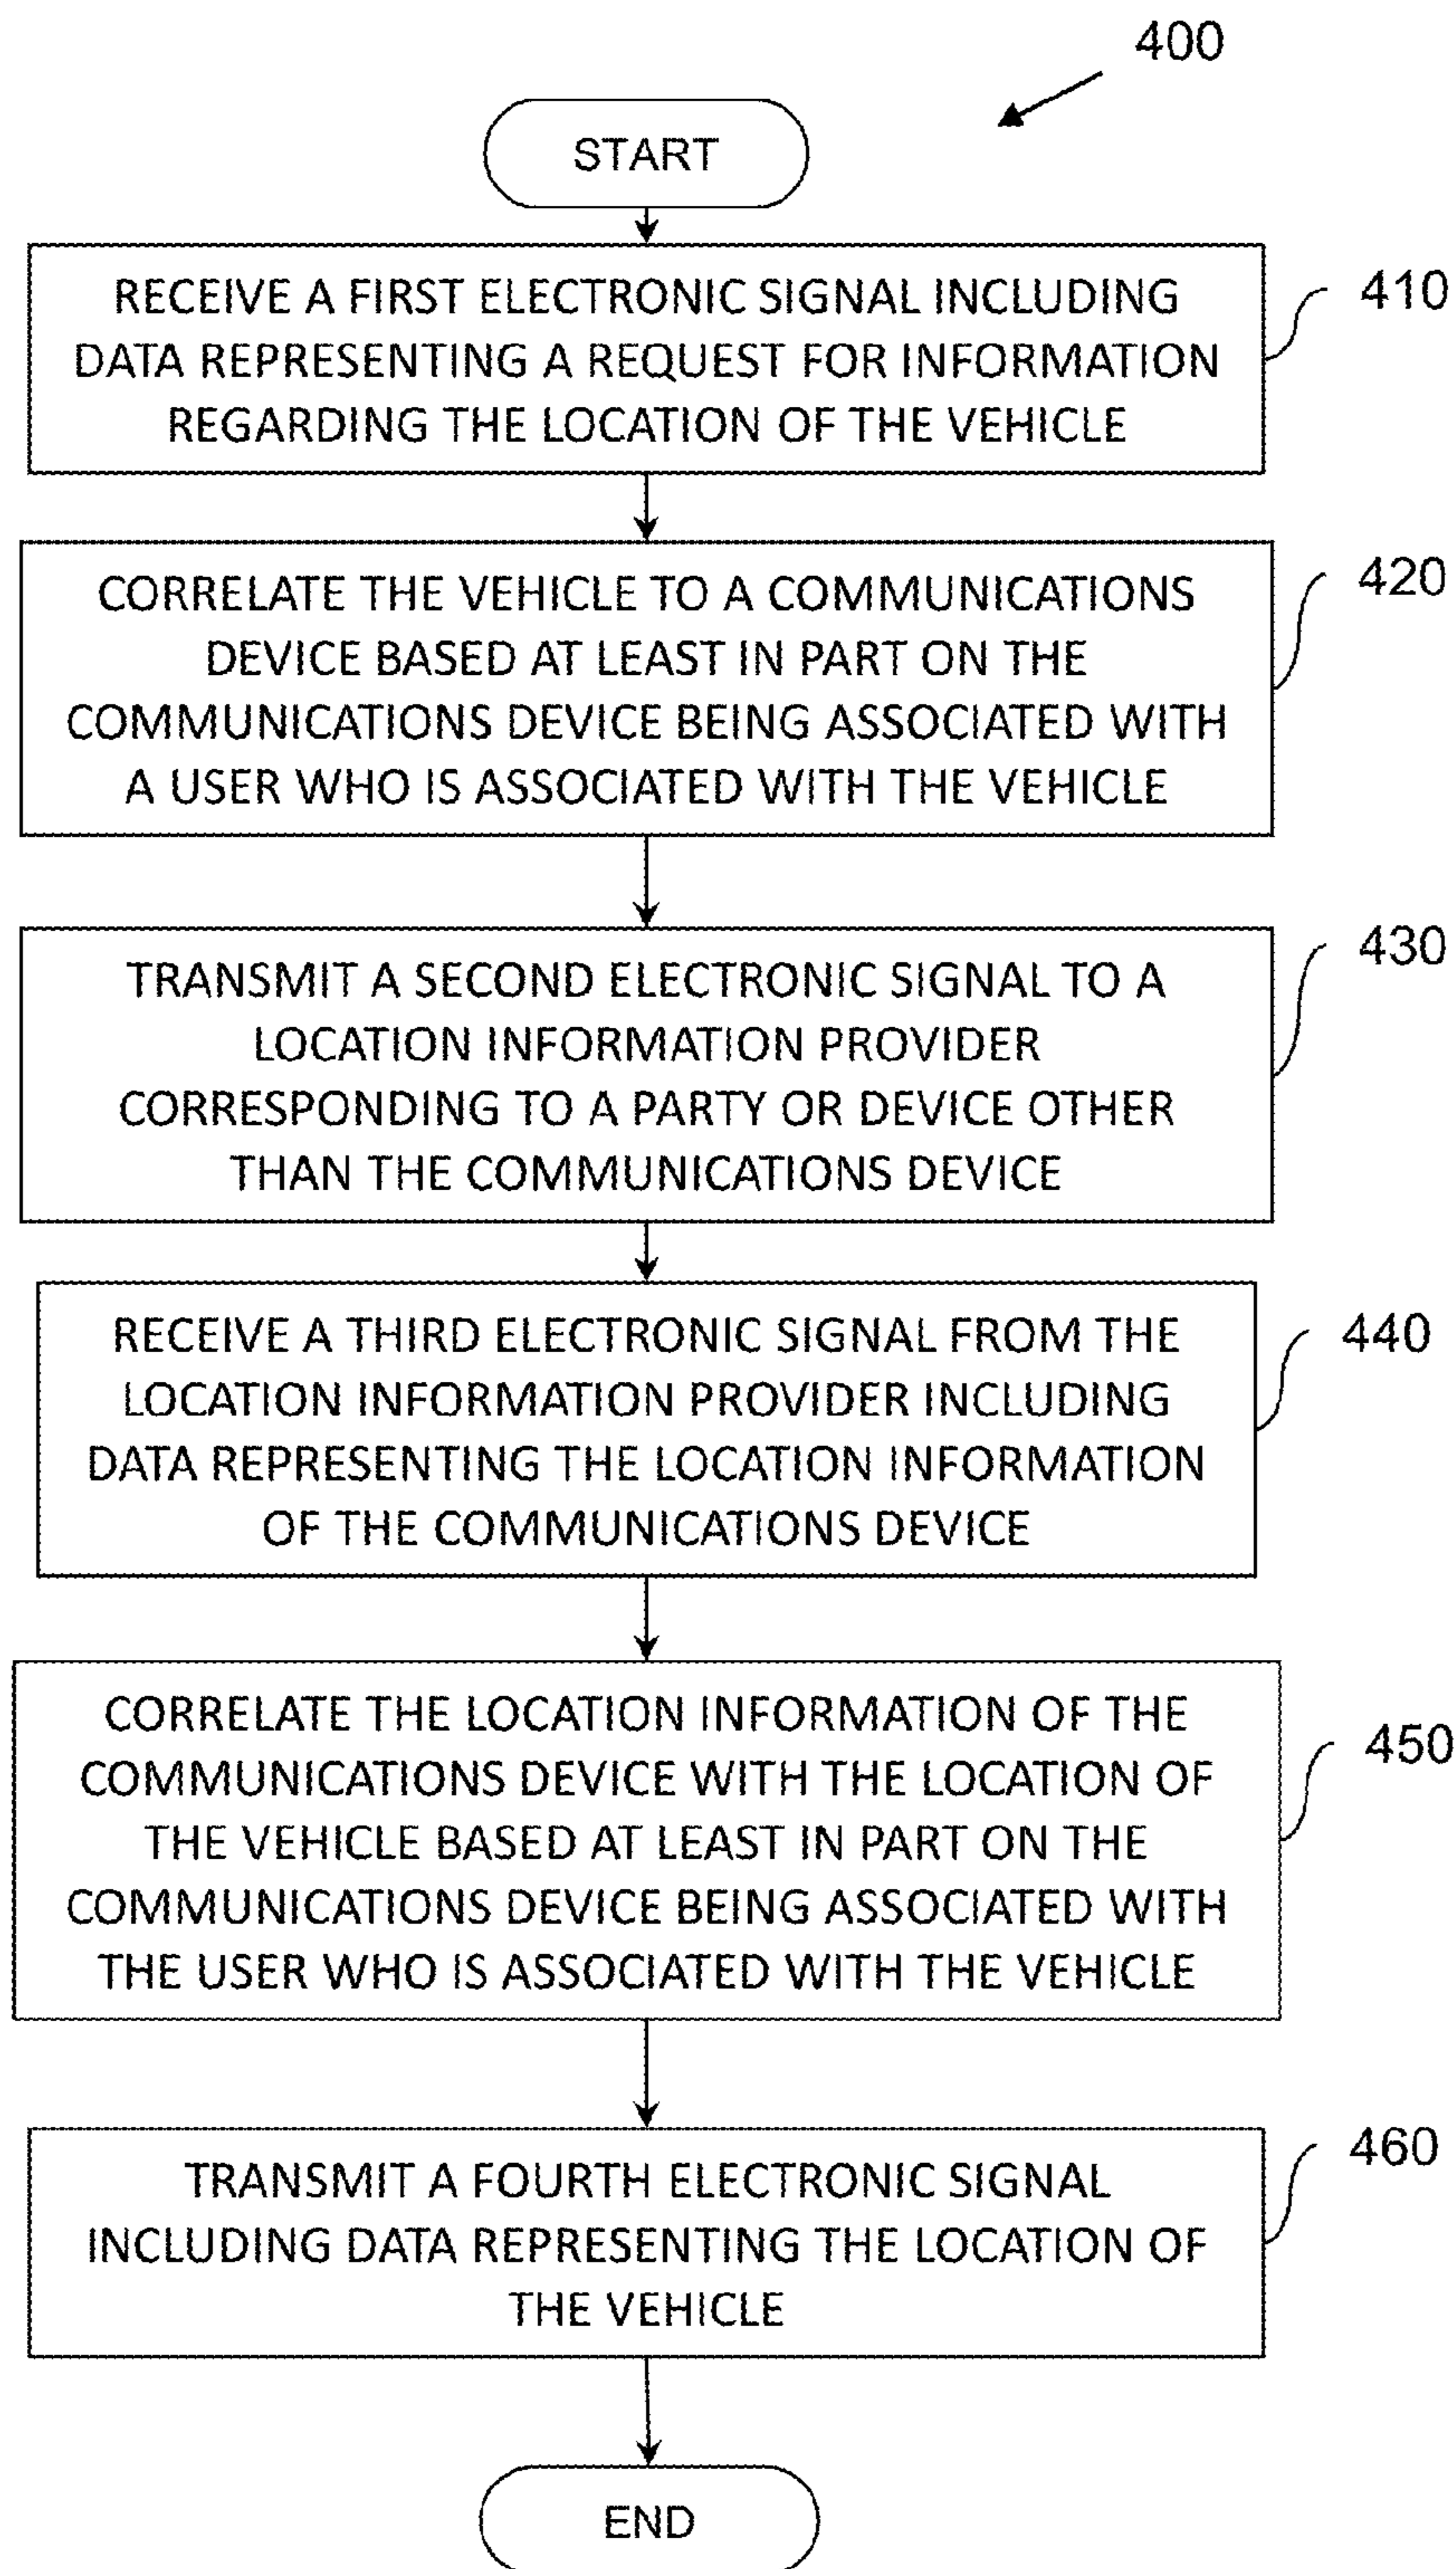 400
START
RECEIVE A FIRST ELECTRONIC SIGNAL INCLUDING
DATA REPRESENTING A REQUEST FOR INFORMATION
REGARDING THE LOCATION OF THE VEHICLE
410
CORRELATE THE VEHICLE TO A COMMUNICATIONS
DEVICE BASED AT LEAST IN PART ON THE
COMMUNICATIONS DEVICE BEING ASSOCIATED WITH
A USER WHO IS ASSOCIATED WITH THE VEHICLE
420
TRANSMIT A SECOND ELECTRONIC SIGNAL TO A
LOCATION INFORMATION PROVIDER
CORRESPONDING TO A PARTY OR DEVICE OTHER
THAN THE COMMUNICATIONS DEVICE
430
RECEIVE A THIRD ELECTRONIC SIGNAL FROM THE
LOCATION INFORMATION PROVIDER INCLUDING
DATA REPRESENTING THE LOCATION INFORMATION
OF THE COMMUNICATIONS DEVICE
440
CORRELATE THE LOCATION INFORMATION OF THE
COMMUNICATIONS DEVICE WITH THE LOCATION OF
THE VEHICLE BASED AT LEAST IN PART ON THE
COMMUNICATIONS DEVICE BEING ASSOCIATED WITH
THE USER WHO IS ASSOCIATED WITH THE VEHICLE
450
TRANSMIT A FOURTH ELECTRONIC SIGNAL
INCLUDING DATA REPRESENTING THE LOCATION OF
THE VEHICLE
460
END